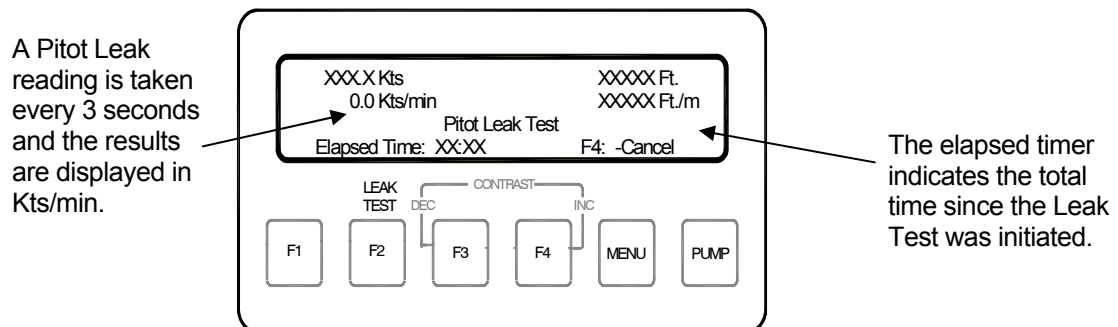 A Pitot Leak
reading is taken
every 3 seconds
and the results
are displayed in
Kts/min.
XXX.X Kts XXXXX Ft.
0.0 Kts/min XXXXX Ft./m
Pitot Leak Test
Elapsed Time: XX:XX F4: -Cancel
LEAK
TEST
CONTRAST
DEC INC
F1 F2 F3 F4 MENU PUMP
The elapsed timer
indicates the total
time since the Leak
Test was initiated.